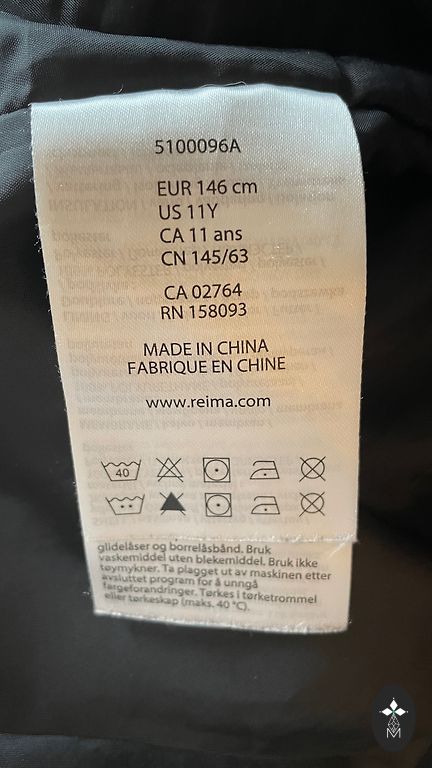 5100096A
EUR 146 cm
US 11Y
CA 11 ans
CN 145/63
CA 02764
RN 158093
MADE IN CHINA
FABRIQUE EN CHINE
www.reima.com
40
glidelåser og borrelåsbånd. Bruk
vaskemiddel uten blekemiddel. Bruk ikke
tøymykner. Ta plagget ut av maskinen etter
avsluttet program for å unngå
fargeforandringer. Tørkes i tørketrommel
eller tørkeskap (maks. 40 °C).
M